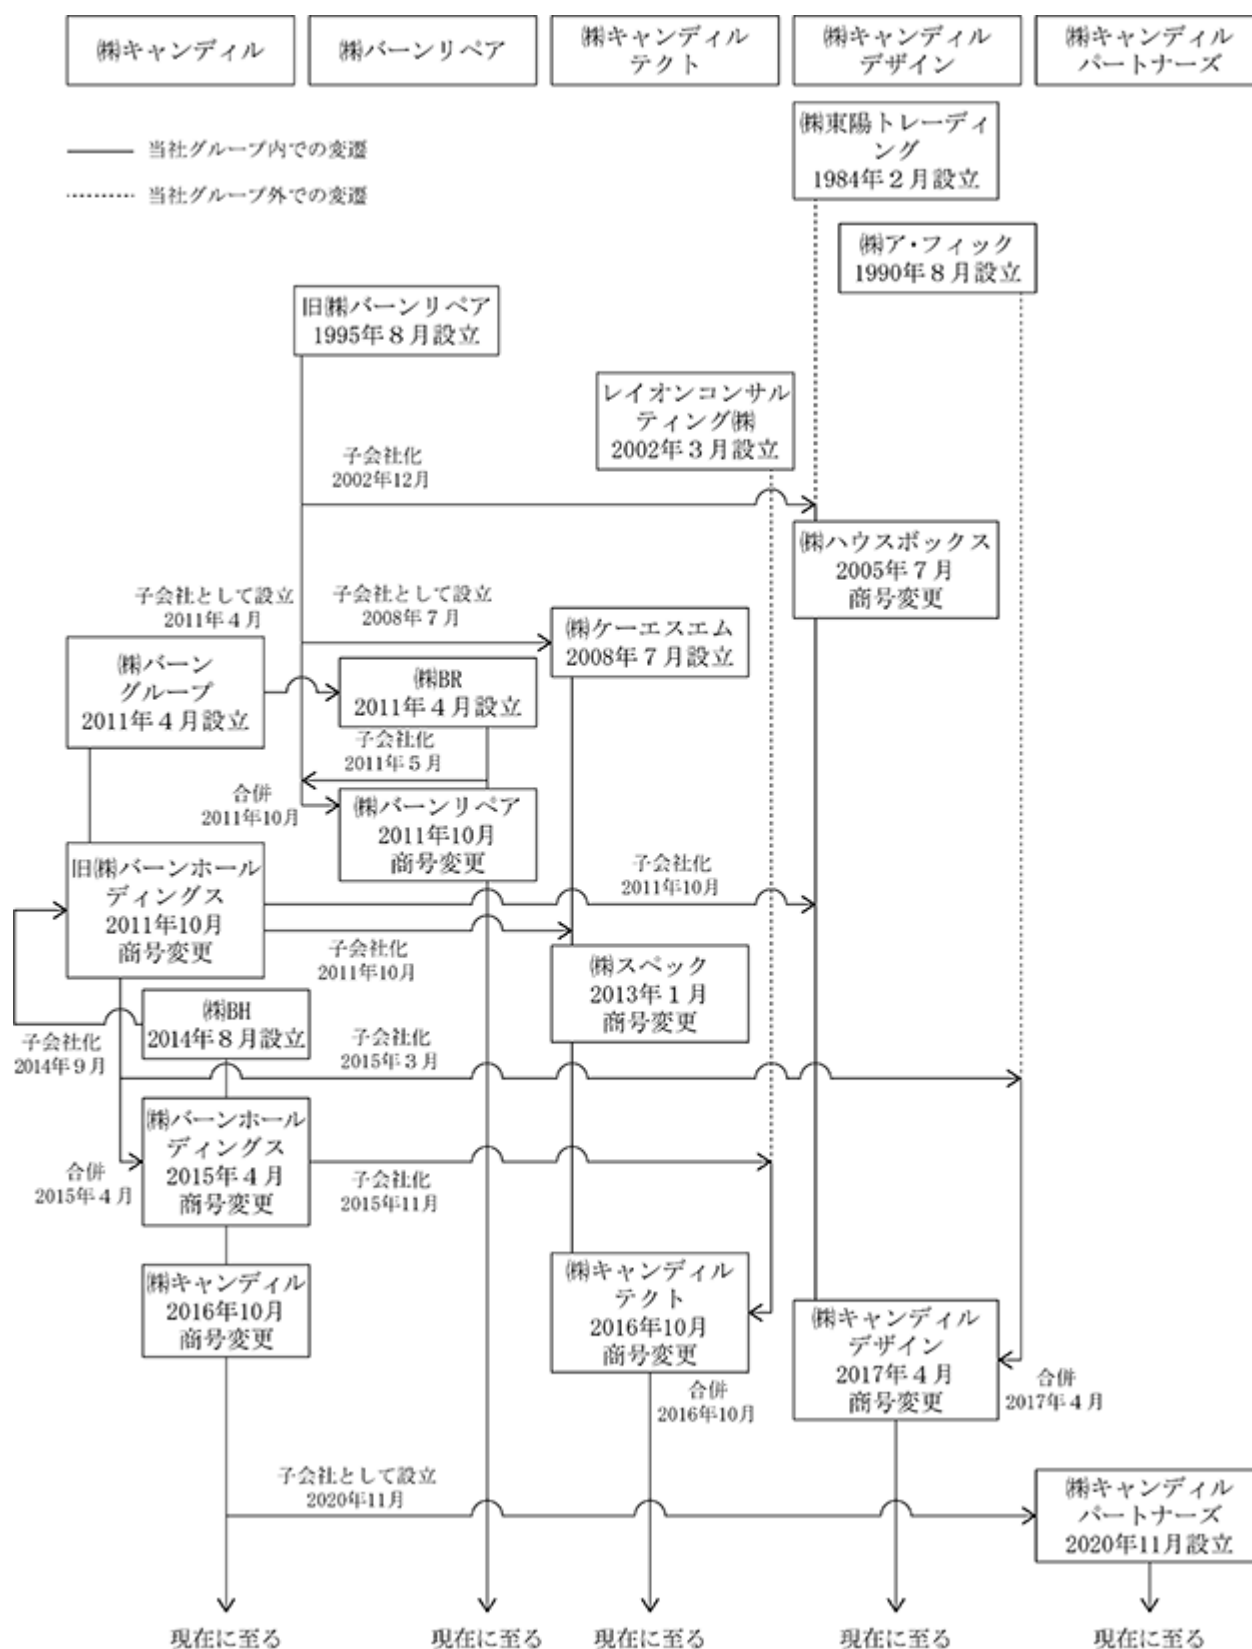 ㈱キャンディル
㈱バーンリペア
㈱キャンディル
テクト
㈱キャンディル
デザイン
㈱キャンディル
パートナーズ
当社グループ内での変遷
当社グループ外での変遷
㈱東陽トレーディ
ング
1984年２月設立
㈱ア・フィック
1990年８月設立
旧㈱バーンリペア
1995年８月設立
レイオンコンサル
ティング㈱
2002年３月設立
子会社化
2002年12月
㈱ハウスボックス
2005年７月
商号変更
子会社として設立
2011年４月
子会社として設立
2008年７月
㈱ケーエスエム
2008年７月設立
㈱バーン
グループ
2011年４月設立
㈱BR
2011年４月設立
子会社化
2011年５月
合併
2011年10月
㈱バーンリペア
2011年10月
商号変更
旧㈱バーンホール
ディングス
2011年10月
商号変更
子会社化
2011年10月
子会社化
2011年10月
㈱スペック
2013年１月
商号変更
㈱BH
2014年８月設立
子会社化
2014年９月
子会社化
2015年３月
㈱バーンホール
ディングス
2015年４月
商号変更
合併
2015年４月
子会社化
2015年11月
㈱キャンディル
2016年10月
商号変更
㈱キャンディル
テクト
2016年10月
商号変更
合併
2016年10月
㈱キャンディル
デザイン
2017年４月
商号変更
合併
2017年４月
子会社として設立
2020年11月
㈱キャンディル
パートナーズ
2020年11月設立
現在に至る
現在に至る
現在に至る
現在に至る
現在に至る